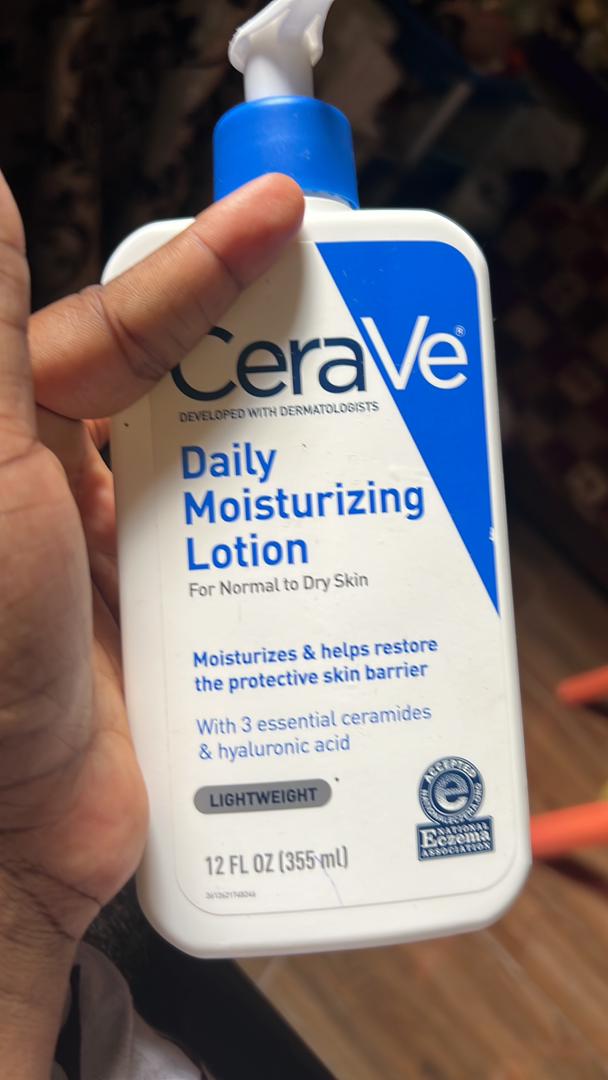 CeraVe®
DEVELOPED WITH DERMATOLOGISTS
Daily
Moisturizing
Lotion
For Normal to Dry Skin
Moisturizes & helps restore
the protective skin barrier
With 3 essential ceramides
& hyaluronic acid
LIGHTWEIGHT
ACCEPTED
e
NATIONAL
Eczema
ASSOCIATION
12 FL OZ (355 ml)